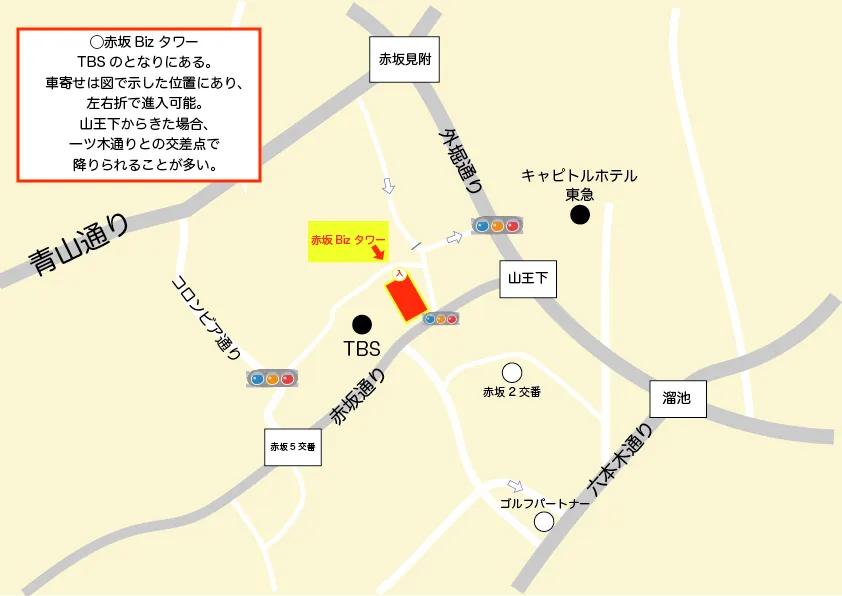 ◯赤坂 Biz タワー
TBS のとなりにある。
車寄せは図で示した位置にあり、
左右折で進入可能。
山王下からきた場合、
一ツ木通りとの交差点で
降りられることが多い。
赤坂見附
外堀通り
キャピトルホテル
東急
青山通り
赤坂 Biz タワー
入
山王下
コロンビア通り
TBS
赤坂通り
赤坂2交番
溜池
赤坂5交番
六本木通り
ゴルフパートナー